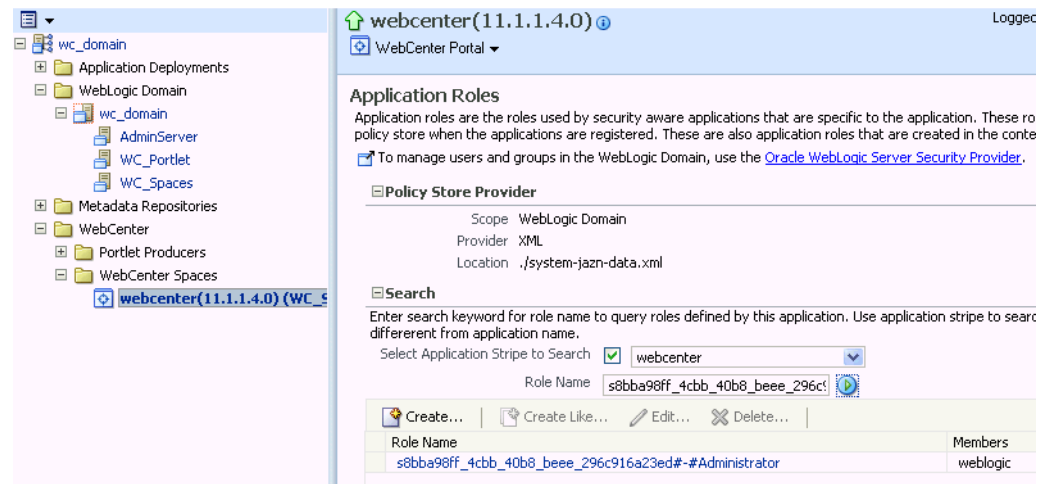 wc_domain
Application Deployments
WebLogic Domain
wc_domain
AdminServer
WC_Portlet
WC_Spaces
Metadata Repositories
WebCenter
Portlet Producers
WebCenter Spaces
webcenter(11.1.1.4.0) (WC_S
webcenter(11.1.1.4.0)
Logged
WebCenter Portal
Application Roles
Application roles are the roles used by security aware applications that are specific to the application. These ro
policy store when the applications are registered. These are also application roles that are created in the conte
To manage users and groups in the WebLogic Domain, use the Oracle WebLogic Server Security Provider.
Policy Store Provider
Scope WebLogic Domain
Provider XML
Location ./system-jazn-data.xml
Search
Enter search keyword for role name to query roles defined by this application. Use application stripe to searc
differerent from application name.
Select Application Stripe to Search webcenter
Role Name s8bba98ff_4cbb_40b8_beee_296c9
Create... Create Like... Edit... Delete...
Role Name Members
s8bba98ff_4cbb_40b8_beee_296c916a23ed#-#Administrator weblogic